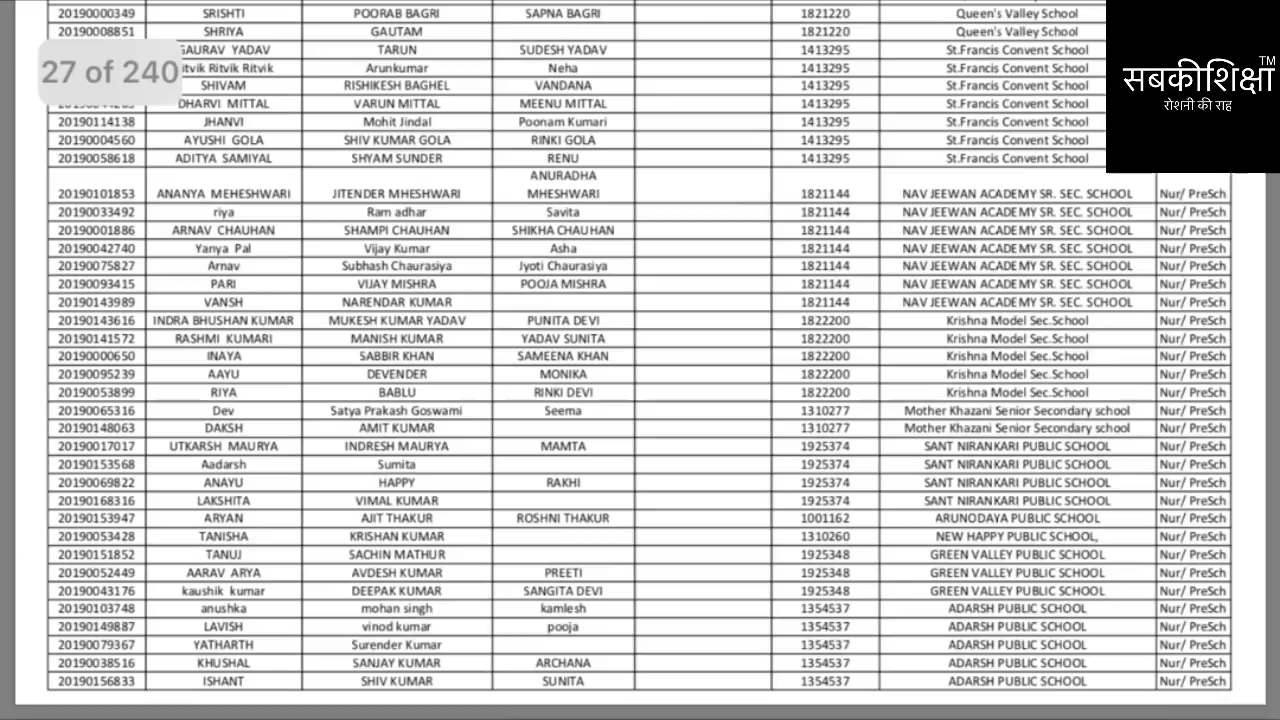 20190000349 SRISHTI POORAB BAGRI SAPNA BAGRI 1821220 Queen's Valley School
20190008851 SHRIYA GAUTAM 1821220 Queen's Valley School
GAURAV YADAV TARUN SUDESH YADAV 1413295 St.Francis Convent School
27 of 240
Ritvik Ritvik Arunkumar Neha 1413295 St.Francis Convent School
SHIVAM RISHIKESH BAGHEL VANDANA 1413295 St.Francis Convent School
DHARVI MITTAL VARUN MITTAL MEENU MITTAL 1413295 St.Francis Convent School
सबकीशिक्षा TM
रोशनी की राह
20190114138 JHANVI Mohit Jindal Poonam Kumari 1413295 St.Francis Convent School
20190004560 AYUSHI GOLA SHIV KUMAR GOLA RINKI GOLA 1413295 St.Francis Convent School
20190058618 ADITYA SAMIYAL SHYAM SUNDER RENU 1413295 St.Francis Convent School
ANURADHA
20190101853 ANANYA MEHESHWARI JITENDER MHESHWARI MHESHWARI 1821144 NAV JEEWAN ACADEMY SR. SEC. SCHOOL Nur/ PreSch
20190033492 riya Ram adhar Savita 1821144 NAV JEEWAN ACADEMY SR. SEC. SCHOOL Nur/ PreSch
20190001886 ARNAV CHAUHAN SHAMPI CHAUHAN SHIKHA CHAUHAN 1821144 NAV JEEWAN ACADEMY SR. SEC. SCHOOL Nur/ PreSch
20190042740 Yanya Pal Vijay Kumar Asha 1821144 NAV JEEWAN ACADEMY SR. SEC. SCHOOL Nur/ PreSch
20190075827 Arnav Subhash Chaurasiya Jyoti Chaurasiya 1821144 NAV JEEWAN ACADEMY SR. SEC. SCHOOL Nur/ PreSch
20190093415 PARI VIJAY MISHRA POOJA MISHRA 1821144 NAV JEEWAN ACADEMY SR. SEC. SCHOOL Nur/ PreSch
20190143989 VANSH NARENDAR KUMAR 1821144 NAV JEEWAN ACADEMY SR. SEC. SCHOOL Nur/ PreSch
20190143616 INDRA BHUSHAN KUMAR MUKESH KUMAR YADAV PUNITA DEVI 1822200 Krishna Model Sec.School Nur/ PreSch
20190141572 RASHMI KUMARI MANISH KUMAR YADAV SUNITA 1822200 Krishna Model Sec.School Nur/ PreSch
20190000650 INAYA SABBIR KHAN SAMEENA KHAN 1822200 Krishna Model Sec.School Nur/ PreSch
20190095239 AAYU DEVENDER MONIKA 1822200 Krishna Model Sec.School Nur/ PreSch
20190053899 RIYA BABLU RINKI DEVI 1822200 Krishna Model Sec.School Nur/ PreSch
20190065316 Dev Satya Prakash Goswami Seema 1310277 Mother Khazani Senior Secondary school Nur/ PreSch
20190148063 DAKSH AMIT KUMAR 1310277 Mother Khazani Senior Secondary school Nur/ PreSch
20190017017 UTKARSH MAURYA INDRESH MAURYA MAMTA 1925374 SANT NIRANKARI PUBLIC SCHOOL Nur/ PreSch
20190153568 Aadarsh Sumita 1925374 SANT NIRANKARI PUBLIC SCHOOL Nur/ PreSch
20190069822 ANAYU HAPPY RAKHI 1925374 SANT NIRANKARI PUBLIC SCHOOL Nur/ PreSch
20190168316 LAKSHITA VIMAL KUMAR 1925374 SANT NIRANKARI PUBLIC SCHOOL Nur/ PreSch
20190153947 ARYAN AJIT THAKUR ROSHNI THAKUR 1001162 ARUNODAYA PUBLIC SCHOOL Nur/ PreSch
20190053428 TANISHA KRISHAN KUMAR 1310260 NEW HAPPY PUBLIC SCHOOL, Nur/ PreSch
20190151852 TANUJ SACHIN MATHUR 1925348 GREEN VALLEY PUBLIC SCHOOL Nur/ PreSch
20190052449 AARAV ARYA AVDESH KUMAR PREETI 1925348 GREEN VALLEY PUBLIC SCHOOL Nur/ PreSch
20190043176 kaushik kumar DEEPAK KUMAR SANGITA DEVI 1925348 GREEN VALLEY PUBLIC SCHOOL Nur/ PreSch
20190103748 anushka mohan singh kamlesh 1354537 ADARSH PUBLIC SCHOOL Nur/ PreSch
20190149887 LAVISH vinod kumar pooja 1354537 ADARSH PUBLIC SCHOOL Nur/ PreSch
20190079367 YATHARTH Surender Kumar 1354537 ADARSH PUBLIC SCHOOL Nur/ PreSch
20190038516 KHUSHAL SANJAY KUMAR ARCHANA 1354537 ADARSH PUBLIC SCHOOL Nur/ PreSch
20190156833 ISHANT SHIV KUMAR SUNITA 1354537 ADARSH PUBLIC SCHOOL Nur/ PreSch